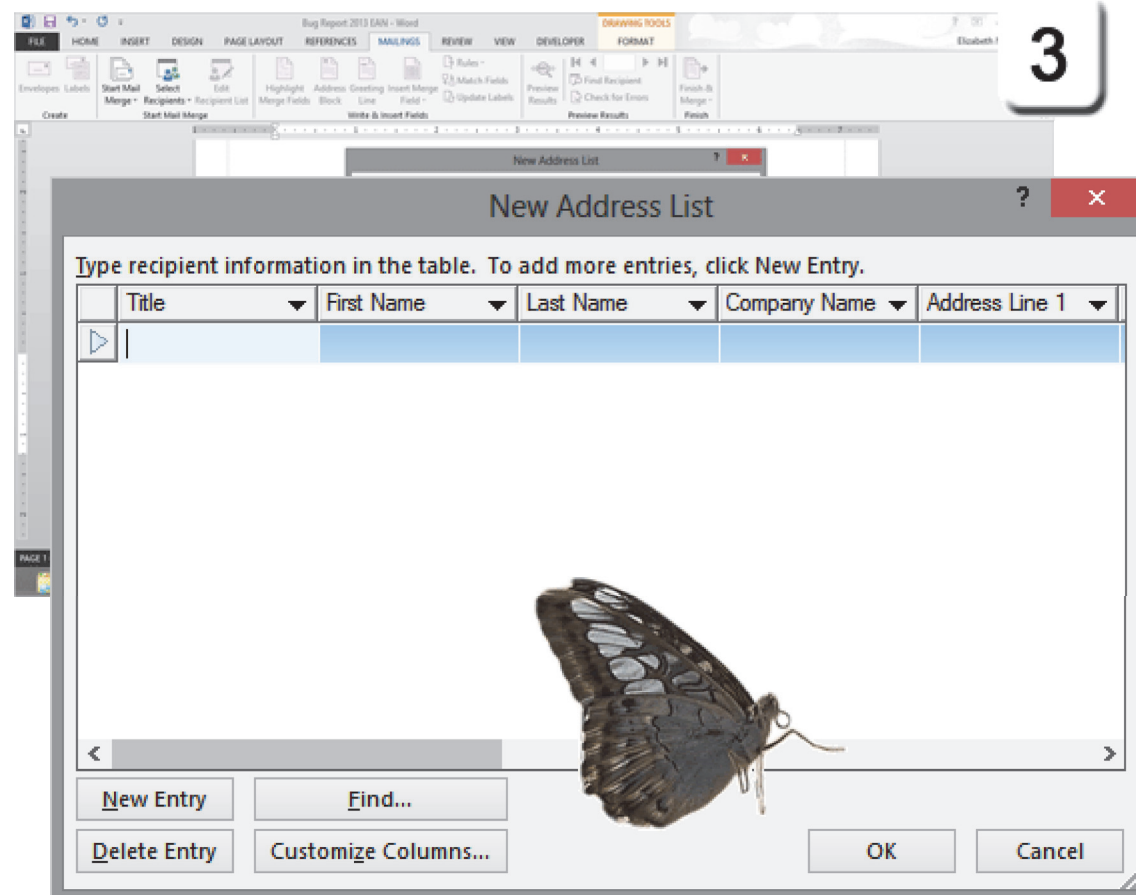 Bug Report 2013 EAN - Word
DRAWING TOOLS
3
FILE HOME INSERT DESIGN PAGE LAYOUT REFERENCES MAILINGS REVIEW VIEW DEVELOPER FORMAT
Envelopes Labels
Start Mail Merge Select Recipients Edit Recipient List
Highlight Merge Fields Address Block Greeting Line Insert Merge Field
Rules
Match Fields
Update Labels
Preview Results
Find Recipient
Check for Errors
Finish & Merge
Create Start Mail Merge Write & Insert Fields Preview Results Finish
New Address List ?
New Address List ?
Type recipient information in the table. To add more entries, click New Entry.
Title First Name Last Name Company Name Address Line 1
New Entry Find...
Delete Entry Customize Columns... OK Cancel
PAGE 1